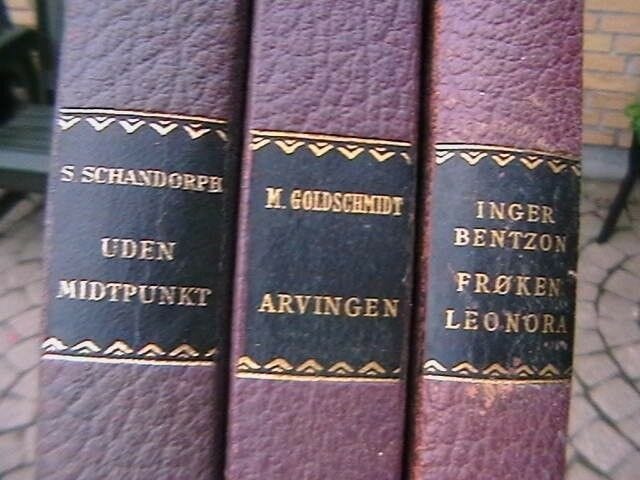 S SCHANDORPH
UDEN
MIDTPUNKT
M. GOLDSCHMIDT
ARVINGEN
INGER
BENTZON
FRØKEN
LEONORA